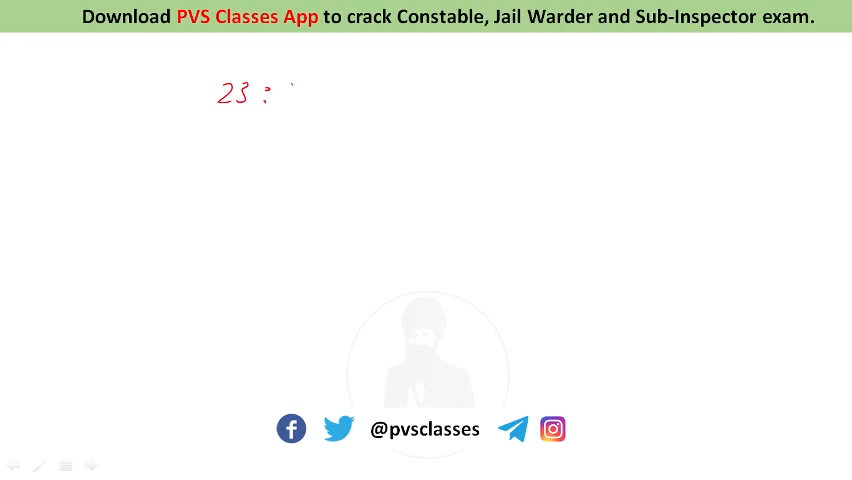 Download PVS Classes App to crack Constable, Jail Warder and Sub-Inspector exam.
23 :
@pvsclasses